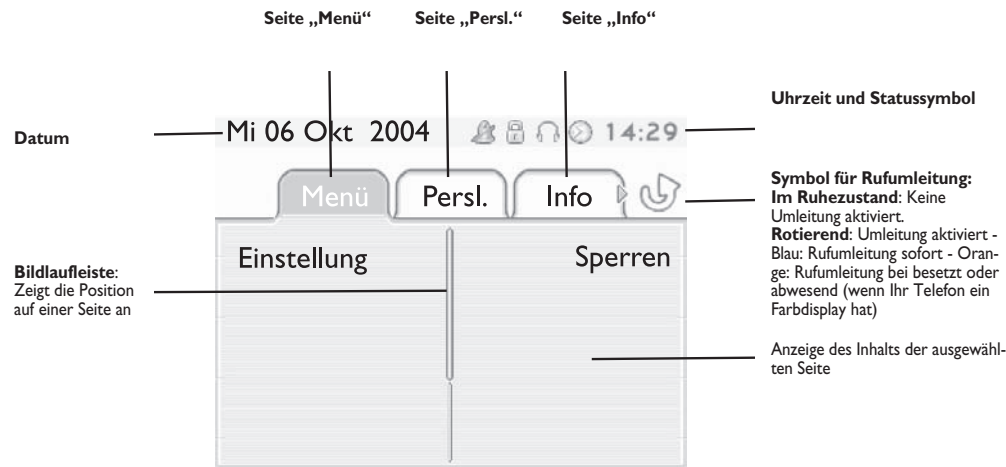 Seite „Menü“ Seite „Persl.“ Seite „Info“
Uhrzeit und Statussymbol
Datum
Mi 06 Okt 2004 14:29
Menü Persl. Info
Symbol für Rufumleitung:
Im Ruhezustand: Keine
Umleitung aktiviert.
Rotierend: Umleitung aktiviert -
Blau: Rufumleitung sofort - Oran-
ge: Rufumleitung bei besetzt oder
abwesend (wenn Ihr Telefon ein
Farbdisplay hat)
Einstellung Sperren
Bildlaufleiste:
Zeigt die Position
auf einer Seite an
Anzeige des Inhalts der ausgewähl-
ten Seite